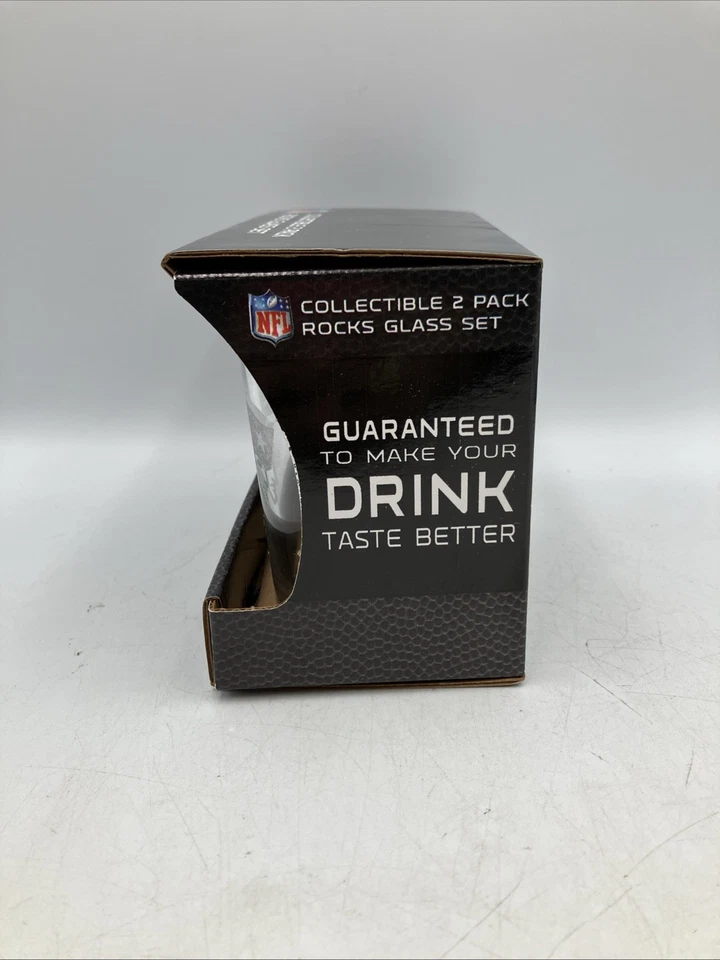 NFL
COLLECTIBLE 2 PACK
ROCKS GLASS SET
GUARANTEED
TO MAKE YOUR
DRINK
TASTE BETTER